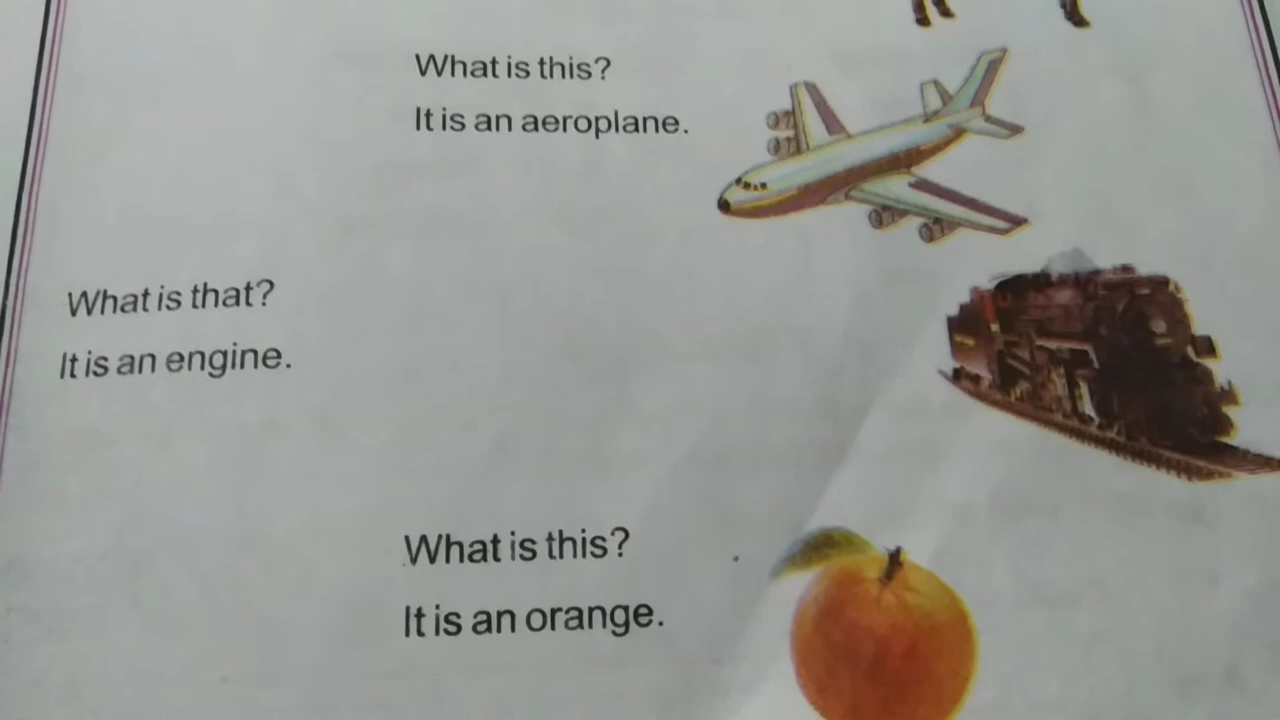 What is this?
It is an aeroplane.
What is that?
It is an engine.
What is this?
It is an orange.